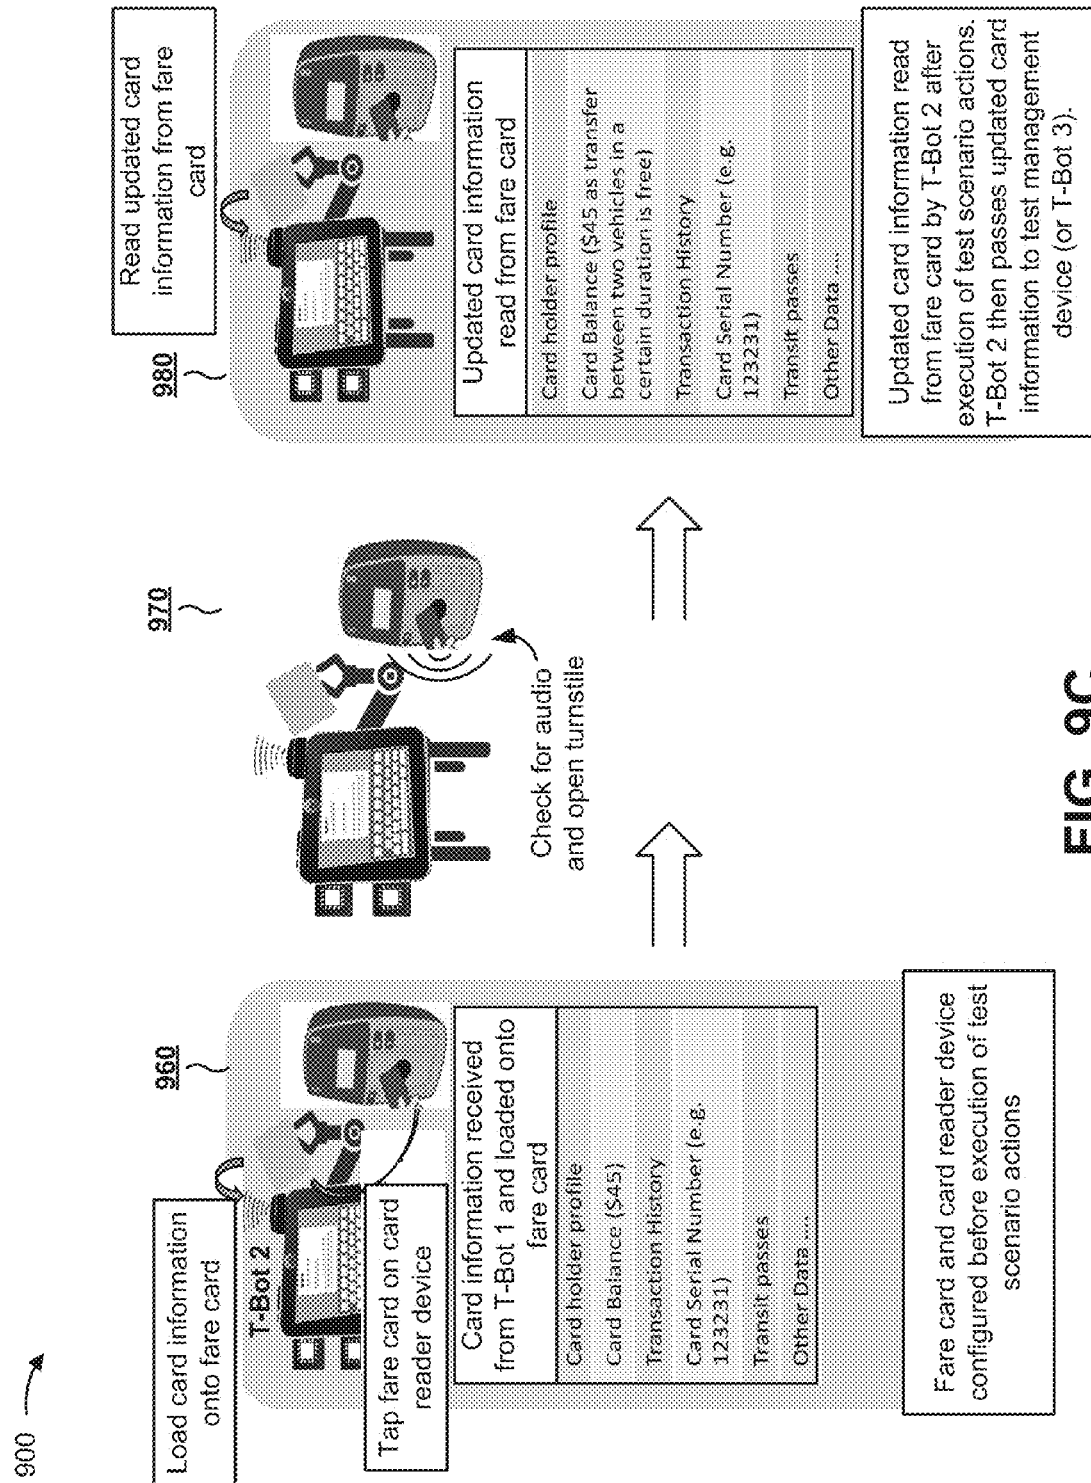 900
Load card information
onto fare card
T-Bot 2
960
Tap fare card on card
reader device
Card information received
from T-Bot 1 and loaded onto
fare card
Card holder profile
Card Balance ($45)
Transaction History
Card Serial Number (e.g.
123231)
Transit passes
Other Data .....
Fare card and card reader device
configured before execution of test
scenario actions
970
Check for audio
and open turnstile
980
Read updated card
information from fare
card
Updated card information
read from fare card
Card holder profile
Card Balance ($45 as transfer
between two vehicles in a
certain duration is free)
Transaction History
Card Serial Number (e.g.
123231)
Transit passes
Other Data .....
Updated card information read
from fare card by T-Bot 2 after
execution of test scenario actions.
T-Bot 2 then passes updated card
information to test management
device (or T-Bot 3).
FIG. 9C